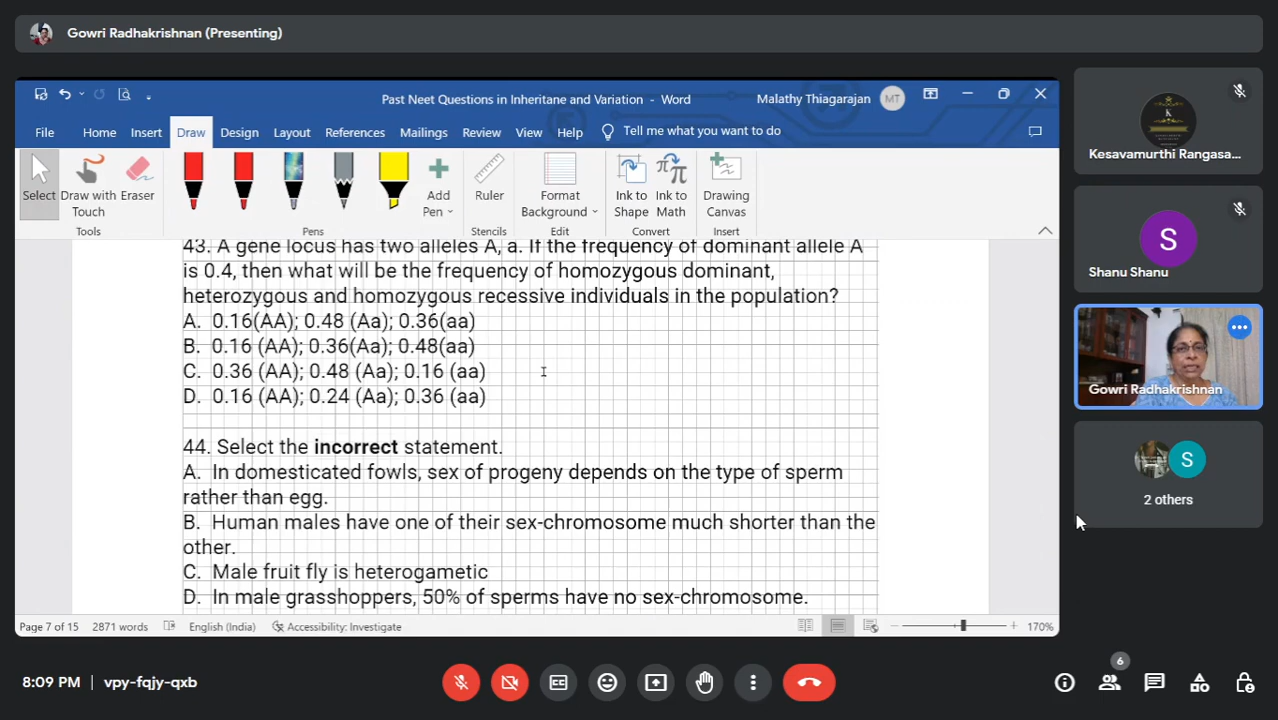 Gowri Radhakrishnan (Presenting)
Past Neet Questions in Inheritane and Variation - Word
Malathy Thiagarajan
MT
File Home Insert Draw Design Layout References Mailings Review View Help Tell me what you want to do
Select
Draw with Touch
Eraser
Add Pen
Ruler
Format Background
Ink to Shape
Ink to Math
Drawing Canvas
Tools Pens Stencils Edit Convert Insert
43. A gene locus has two alleles A, a. If the frequency of dominant allele A
is 0.4, then what will be the frequency of homozygous dominant,
heterozygous and homozygous recessive individuals in the population?
A. 0.16(AA); 0.48 (Aa); 0.36(aa)
B. 0.16 (AA); 0.36(Aa); 0.48(aa)
C. 0.36 (AA); 0.48 (Aa); 0.16 (aa)
D. 0.16 (AA); 0.24 (Aa); 0.36 (aa)
44. Select the incorrect statement.
A. In domesticated fowls, sex of progeny depends on the type of sperm
rather than egg.
B. Human males have one of their sex-chromosome much shorter than the
other.
C. Male fruit fly is heterogametic
D. In male grasshoppers, 50% of sperms have no sex-chromosome.
Page 7 of 15 2871 words English (India) Accessibility: Investigate 170%
K
Kesavamurthi Rangasa...
S
Shanu Shanu
Gowri Radhakrishnan
S
2 others
8:09 PM | vpy-fqjy-qxb
6